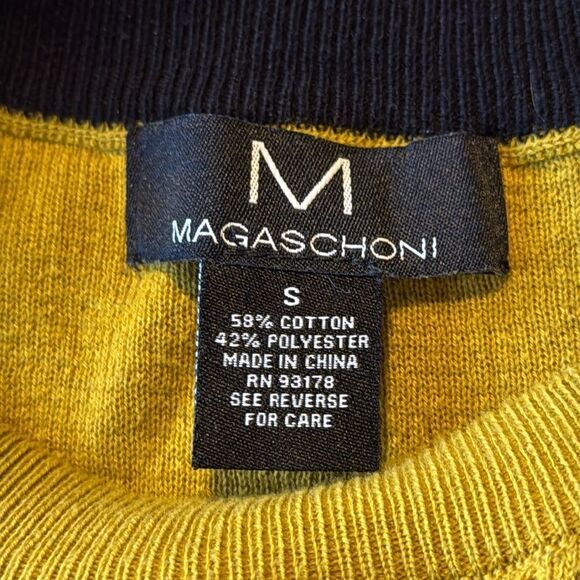 M
MAGASCHONI
S
58% COTTON
42% POLYESTER
MADE IN CHINA
RN 93178
SEE REVERSE
FOR CARE